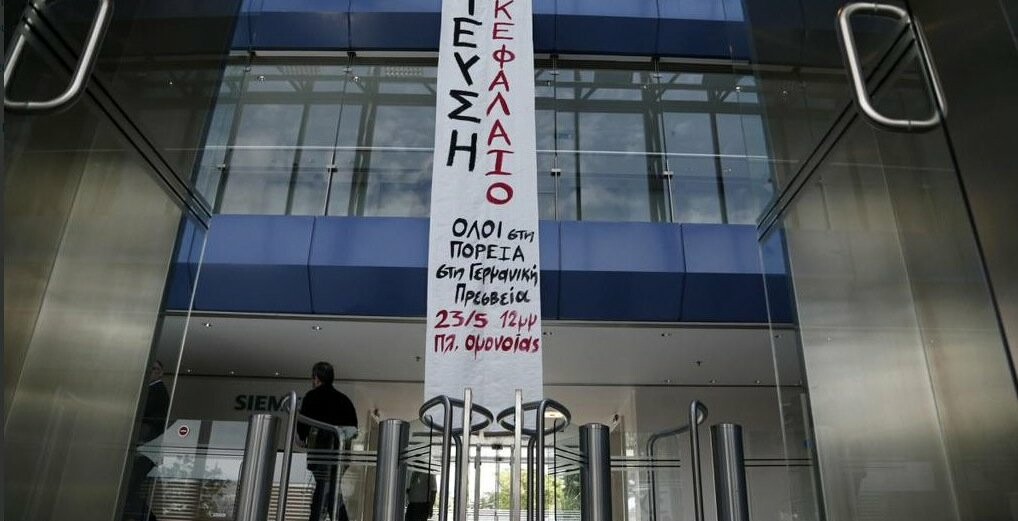 ΕΥΣΗ
ΚΕΦΑΛΑΙΟ
ΟΛΟΙ στη
ΠΟΡΕΙΑ
στη Γερμανική
Πρεσβεία
23/5 12μμ
Πλ. ομονοίας
SIEM